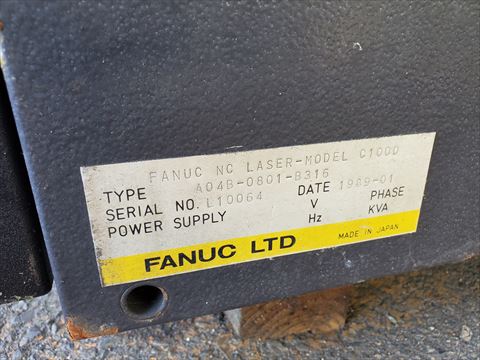 FANUC NC LASER-MODEL C1000
TYPE A04B-0801-B316
SERIAL NO. L10064 DATE 1989-01
POWER SUPPLY V PHASE
Hz KVA
FANUC LTD MADE IN JAPAN